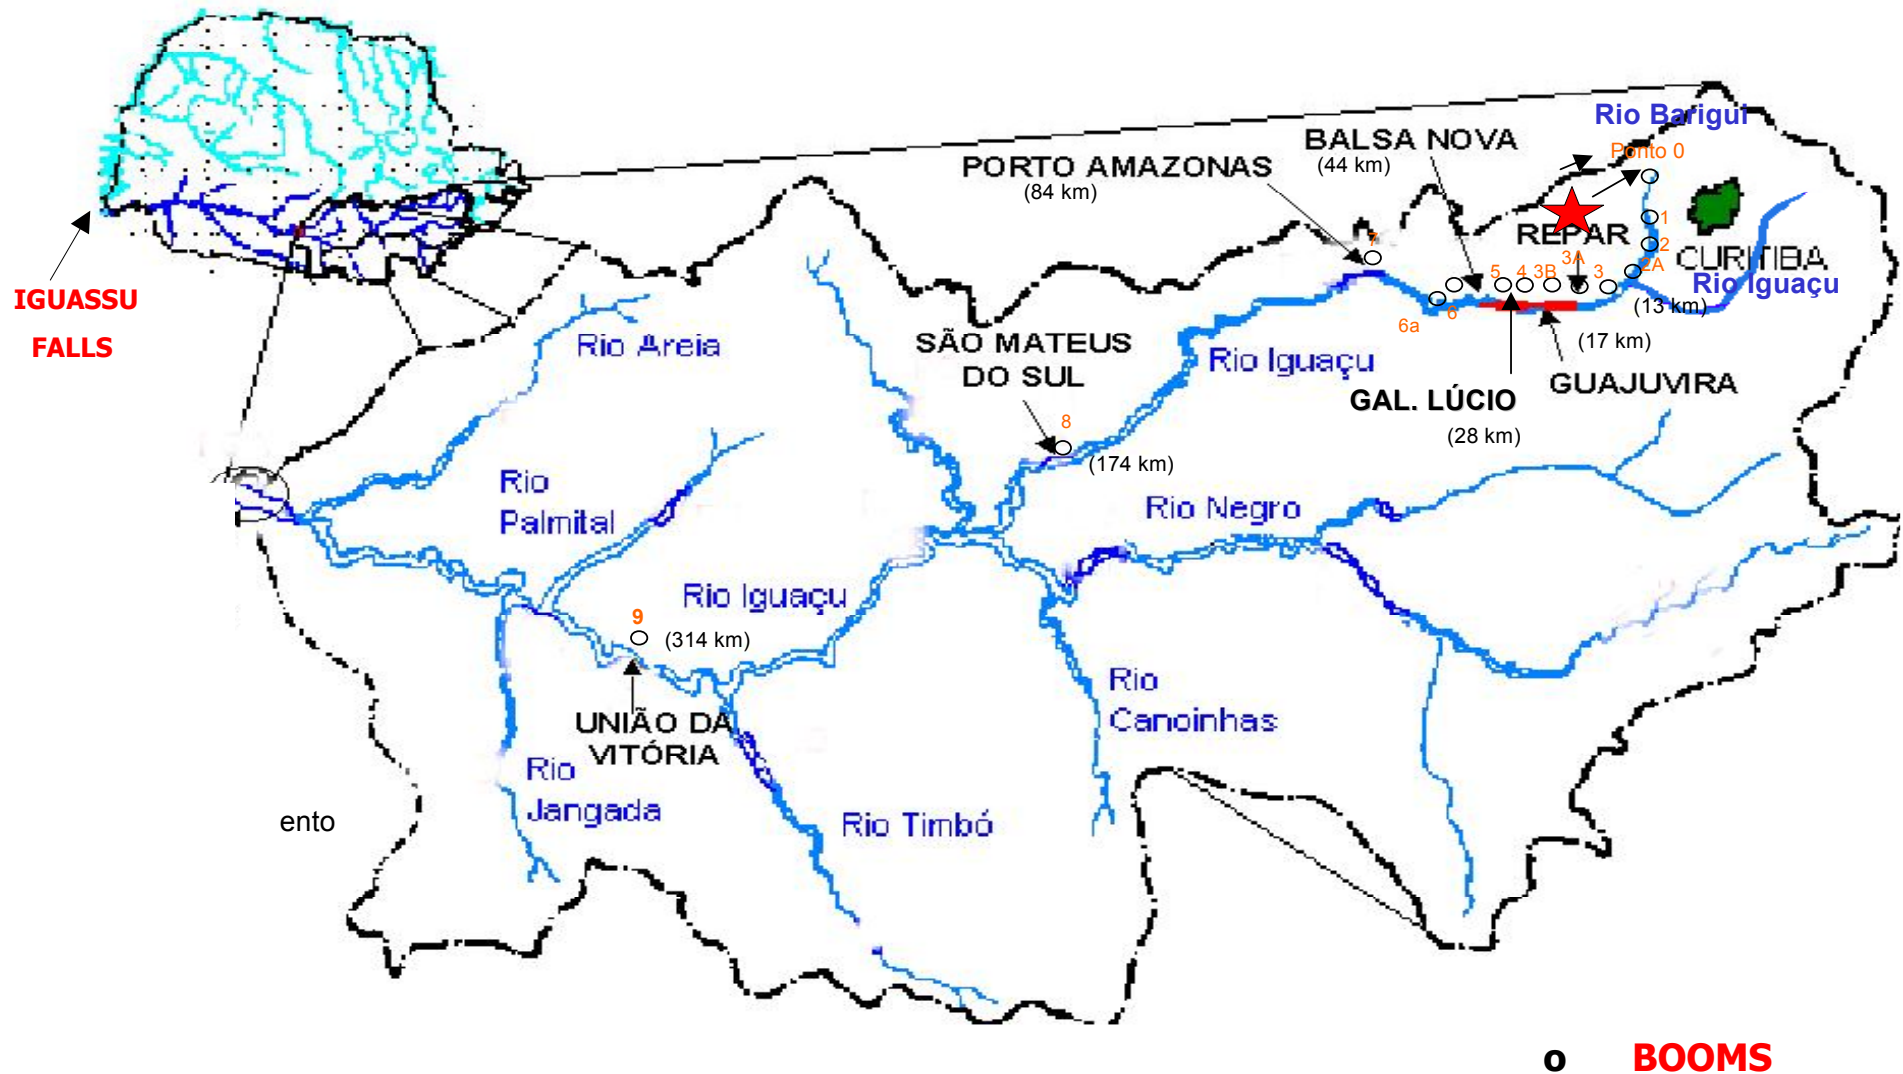 Rio Barigui
BALSA NOVA
(44 km)
Ponto 0
PORTO AMAZONAS
(84 km)
1
REPAR
2
CURITIBA
7
3A
2A
5
4
3B
3
Rio Iguaçu
IGUASSU
FALLS
6a
6
(13 km)
(17 km)
Rio Areia
SÃO MATEUS
DO SUL
Rio Iguaçu
GUAJUVIRA
GAL. LÚCIO
(28 km)
8
(174 km)
Rio
Palmital
Rio Negro
Rio Iguaçu
9
(314 km)
Rio
Canoinhas
UNIÃO DA
VITÓRIA
Rio
Jangada
ento
Rio Timbó
o BOOMS